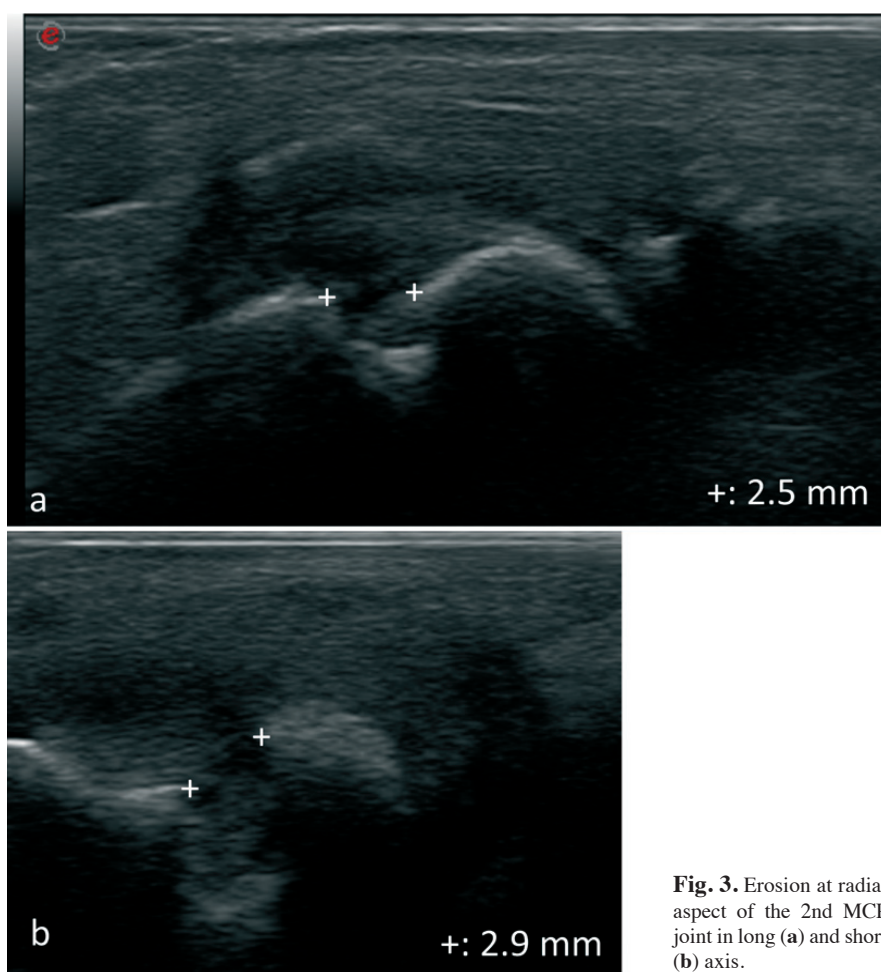 e
a
+: 2.5 mm
b
+: 2.9 mm
Fig. 3. Erosion at radia
aspect of the 2nd MC
joint in long (a) and shor
(b) axis.